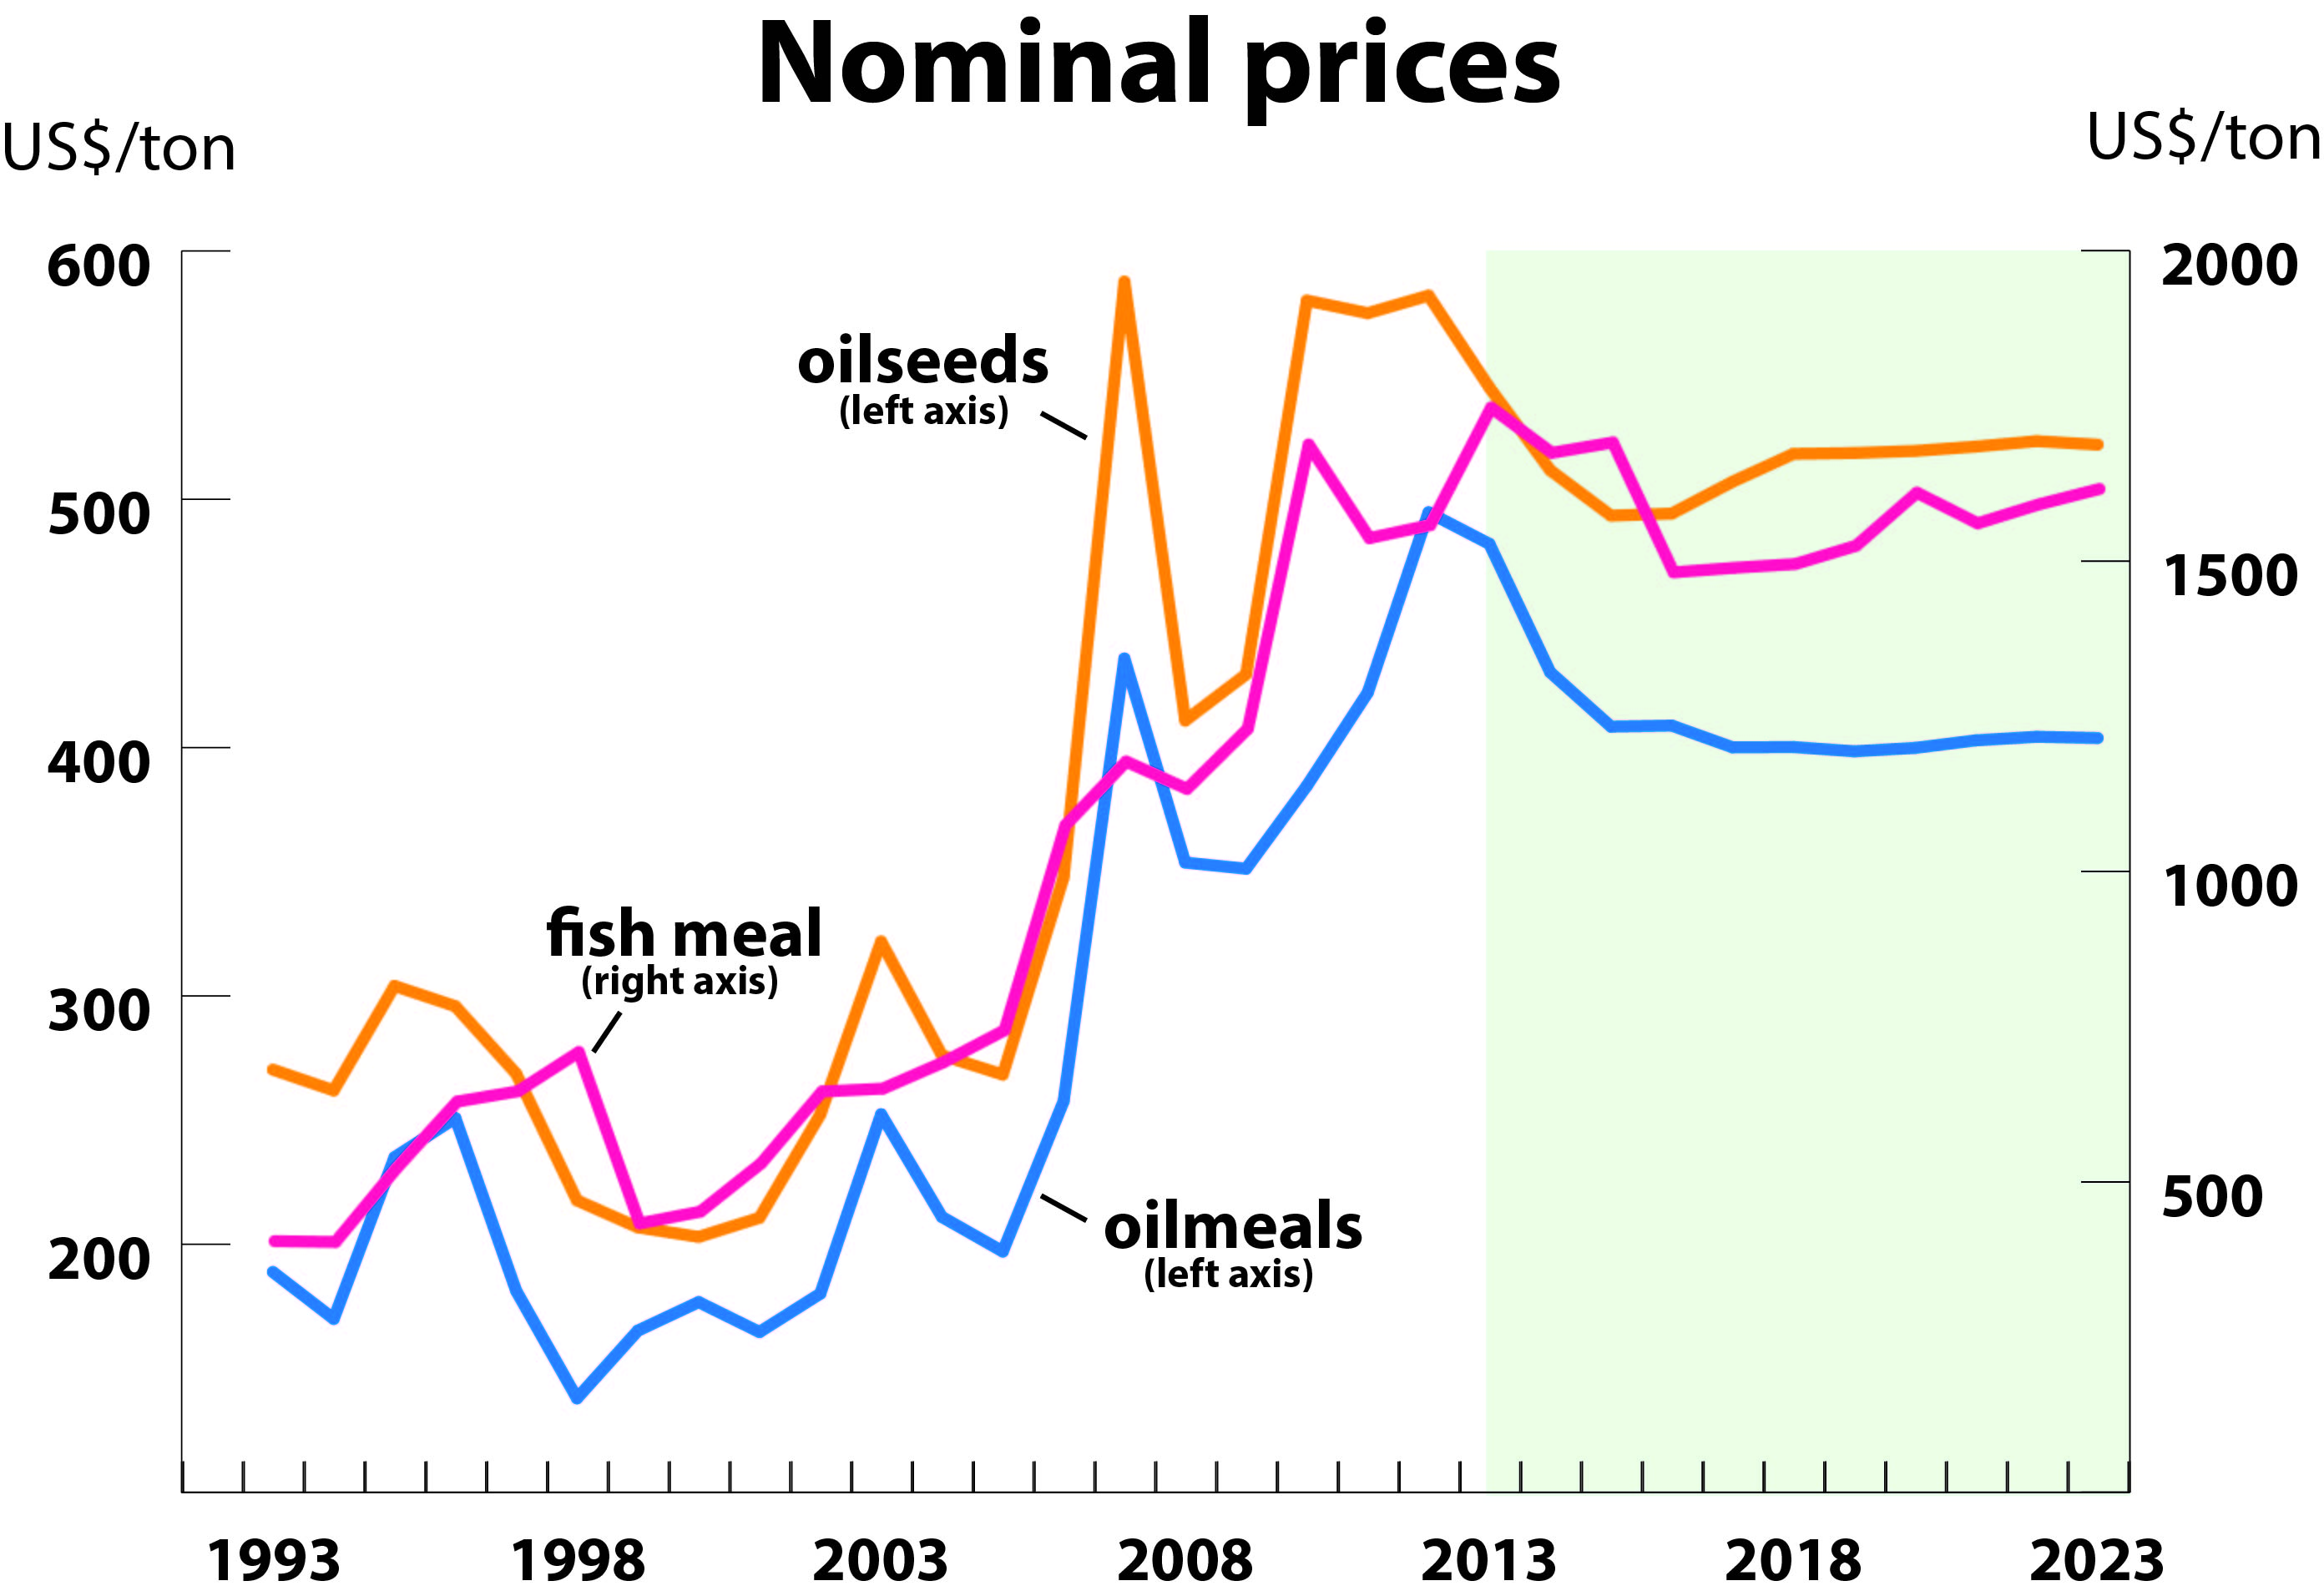 Nominal prices
US$/ton
US$/ton
600
500
400
300
200
2000
1500
1000
500
oilseeds
(left axis)
fish meal
(right axis)
oilmeals
(left axis)
1993 1998 2003 2008 2013 2018 2023